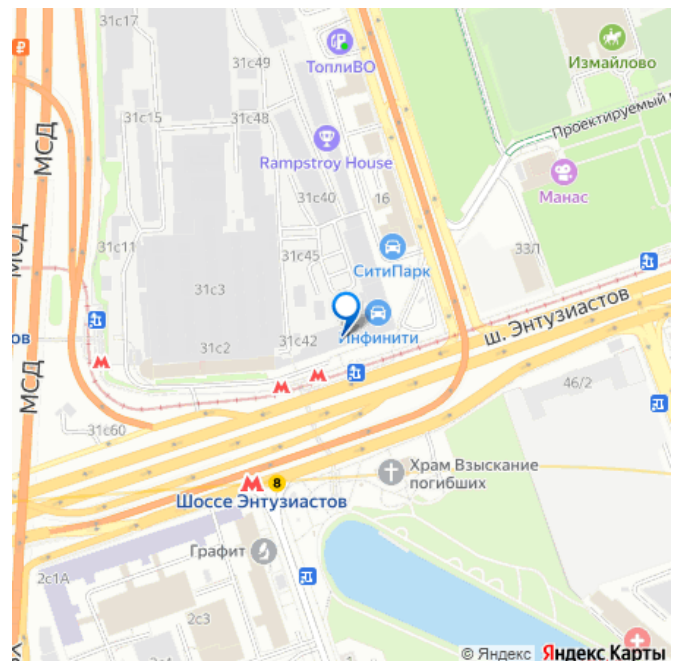 31с17
31с49
ТоплиВО
Измайлово
МСД
31с15
31с48
Проектируемый
Rampstroy House
31с40
16
Манас
МСД
31с11
31с45
СитиПарк
33Л
31с3
ш. Энтузиастов
ов
31с2
31с42
Инфинити
МСД
46/2
31с60
8
Шоссе Энтузиастов
Храм Взыскание
погибших
Графит
2с1А
2с3
© Яндекс Яндекс Карты